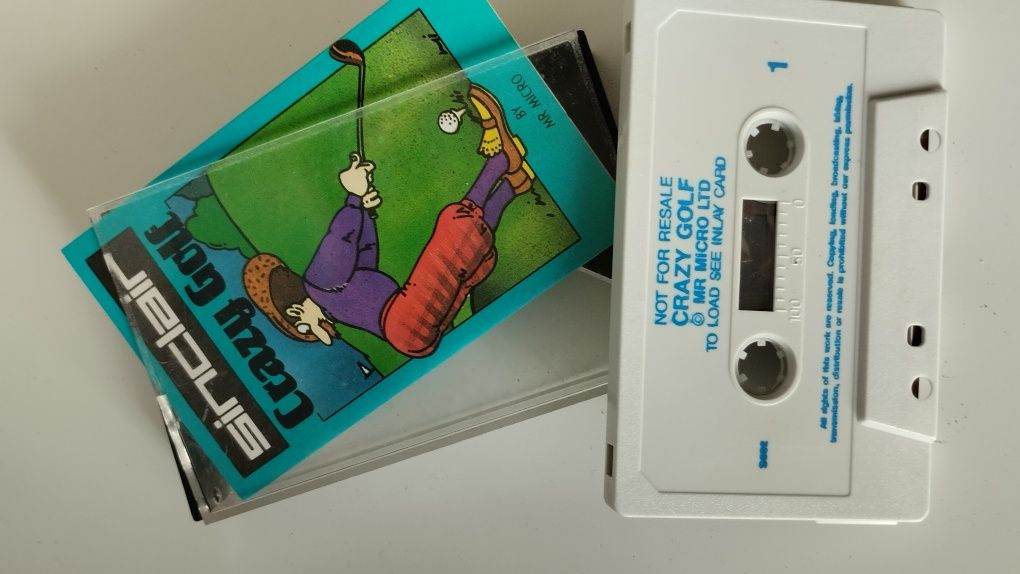 sinclair
Crazy Golf
BY
MR MICRO
1
NOT FOR RESALE
CRAZY GOLF
© MR MICRO LTD
TO LOAD SEE INLAY CARD
100 50 0
All rights of this work are reserved. Copying, lending, broadcasting, hiring,
transmission, distribution or resale is prohibited without our express permission.